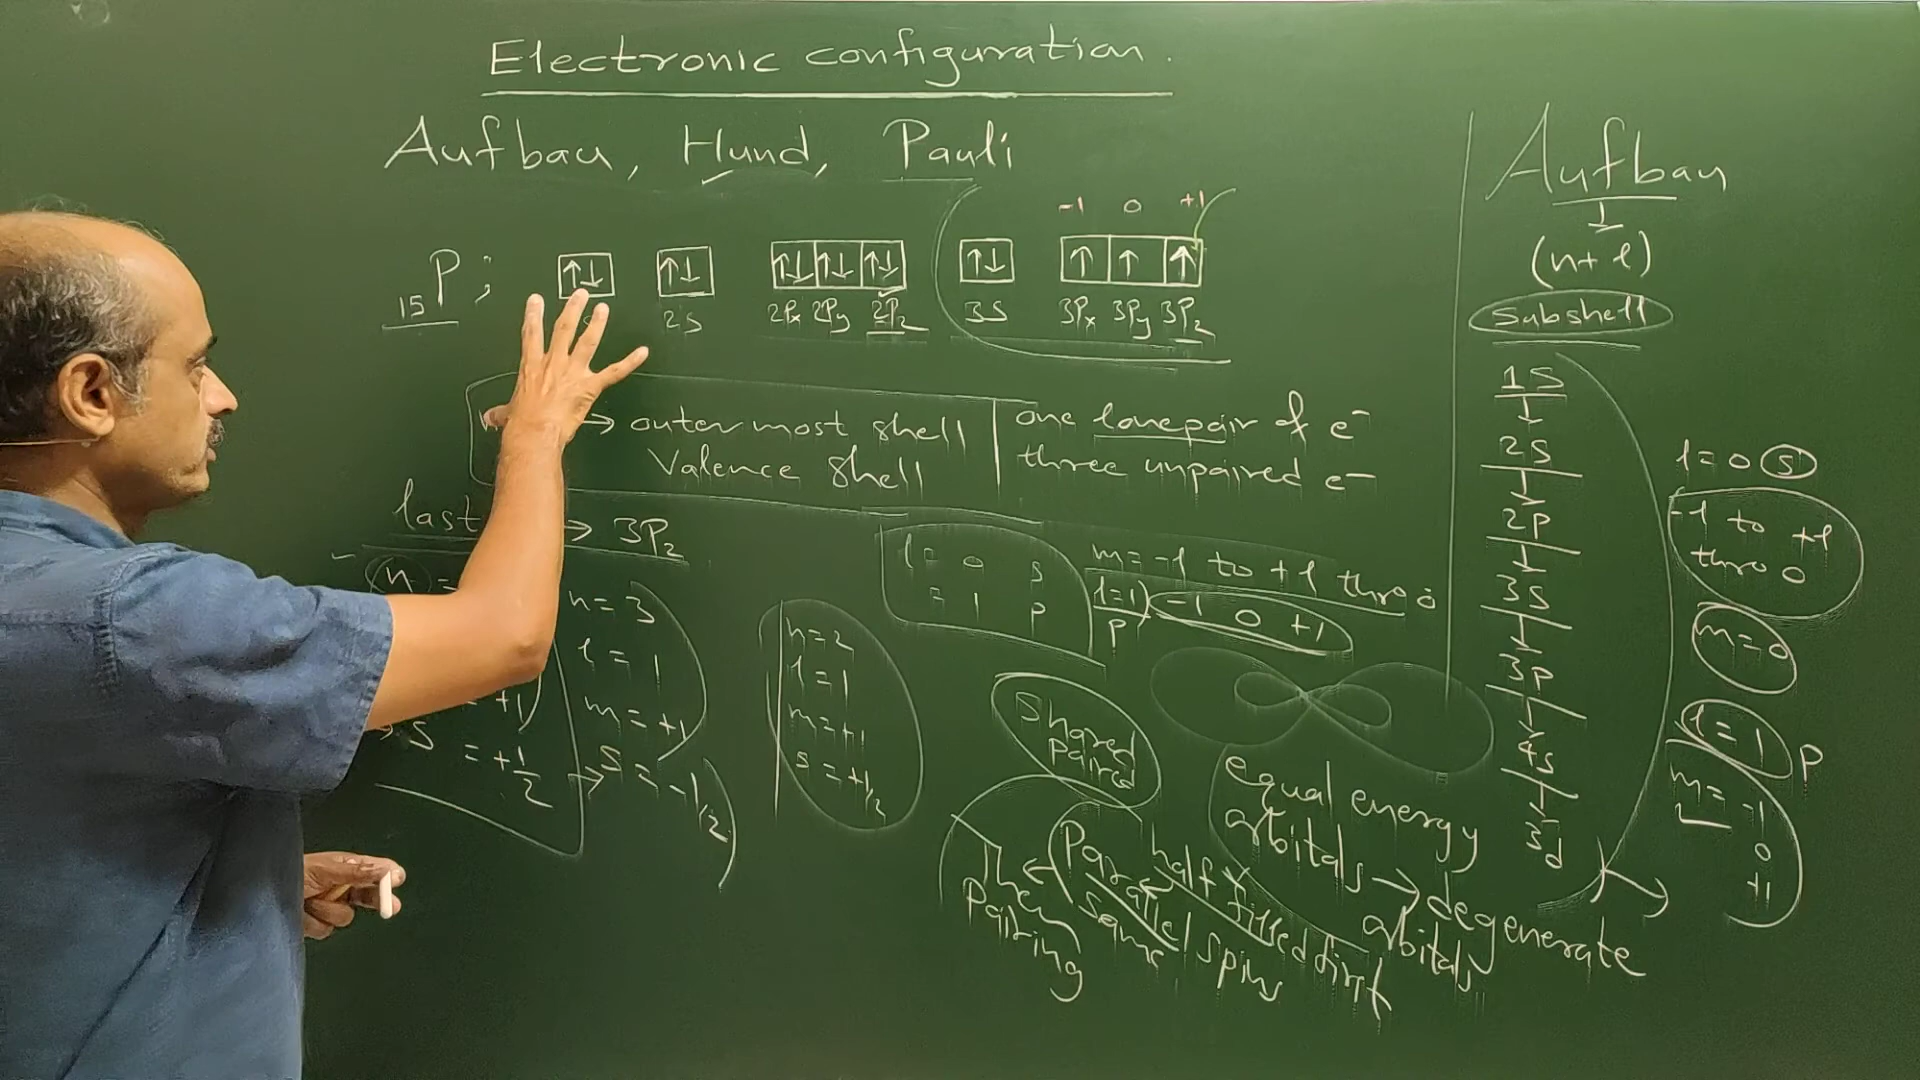 Electronic configuration.
Aufbau, Hund, Pauli
-1 0 +1
15P ; ↑↓ ↑↓ ↑↓ ↑↓ ↑↓ ↑↓ ↑ ↑ ↑
2s 2Px 2Py 2Pz 3s 3Px 3Py 3Pz
→ outermost shell
Valence shell
one lonepair of e-
three unpaired e-
last → 3Pz
n =
= +1
s = +1/2
n = 3
l = 1
m = +1
→ s = -1/2
n = 2
l = 1
m = +1
s = +1/2
l = 0 s
= 1 p
m = -l to +l thro 0
(l=1) -1 0 +1
p
Shared
paired
equal energy
orbitals → degenerate
orbitals
half filled first
Parallel spins
same
then
pairing
Aufbau
↓
(n + l)
Subshell
1s
2s
2p
3s
3p
4s
3d
l = 0 s
-l to +l
thro 0
m = 0
l = 1 p
m = -1
0
+1